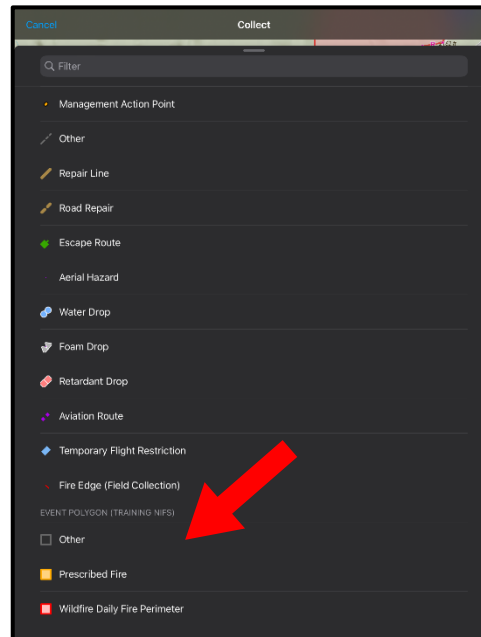 Cancel
Collect
Filter
Management Action Point
Other
Repair Line
Road Repair
Escape Route
Aerial Hazard
Water Drop
Foam Drop
Retardant Drop
Aviation Route
Temporary Flight Restriction
Fire Edge (Field Collection)
EVENT POLYGON (TRAINING NIFS)
Other
Prescribed Fire
Wildfire Daily Fire Perimeter